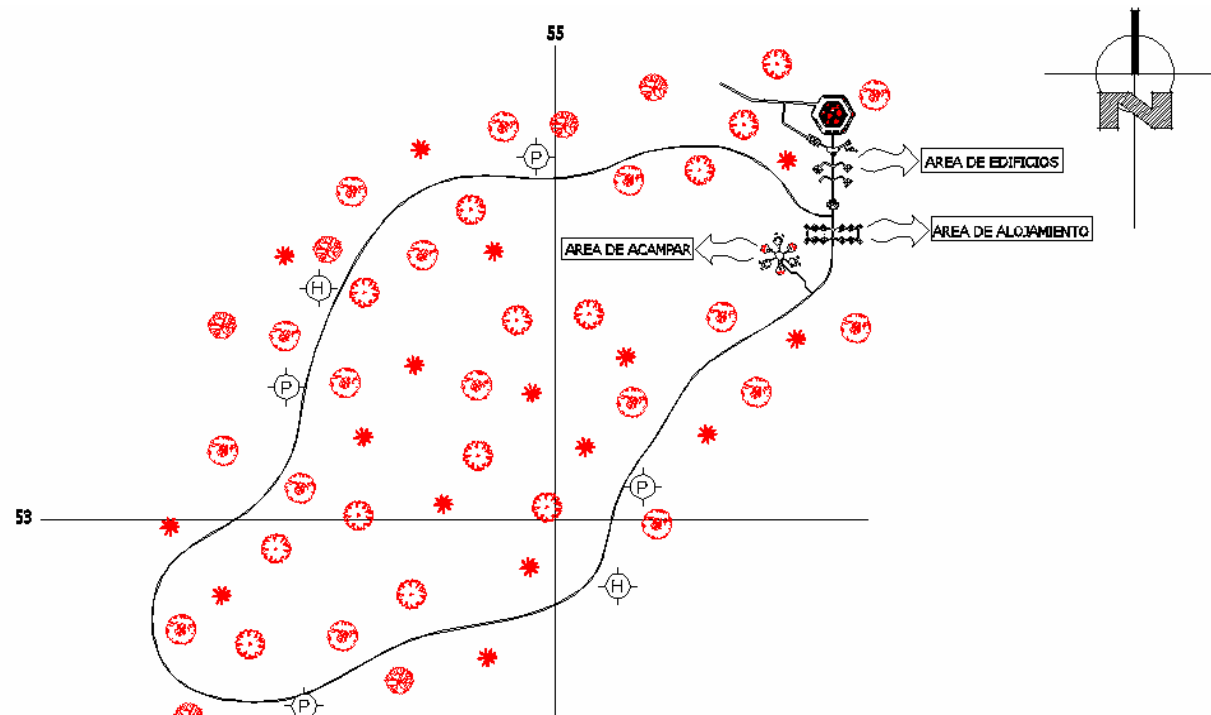 55
P
AREA DE EDIFICIOS
AREA DE ALOJAMIENTO
AREA DE ACAMPAR
H
P
P
53
H
P
N